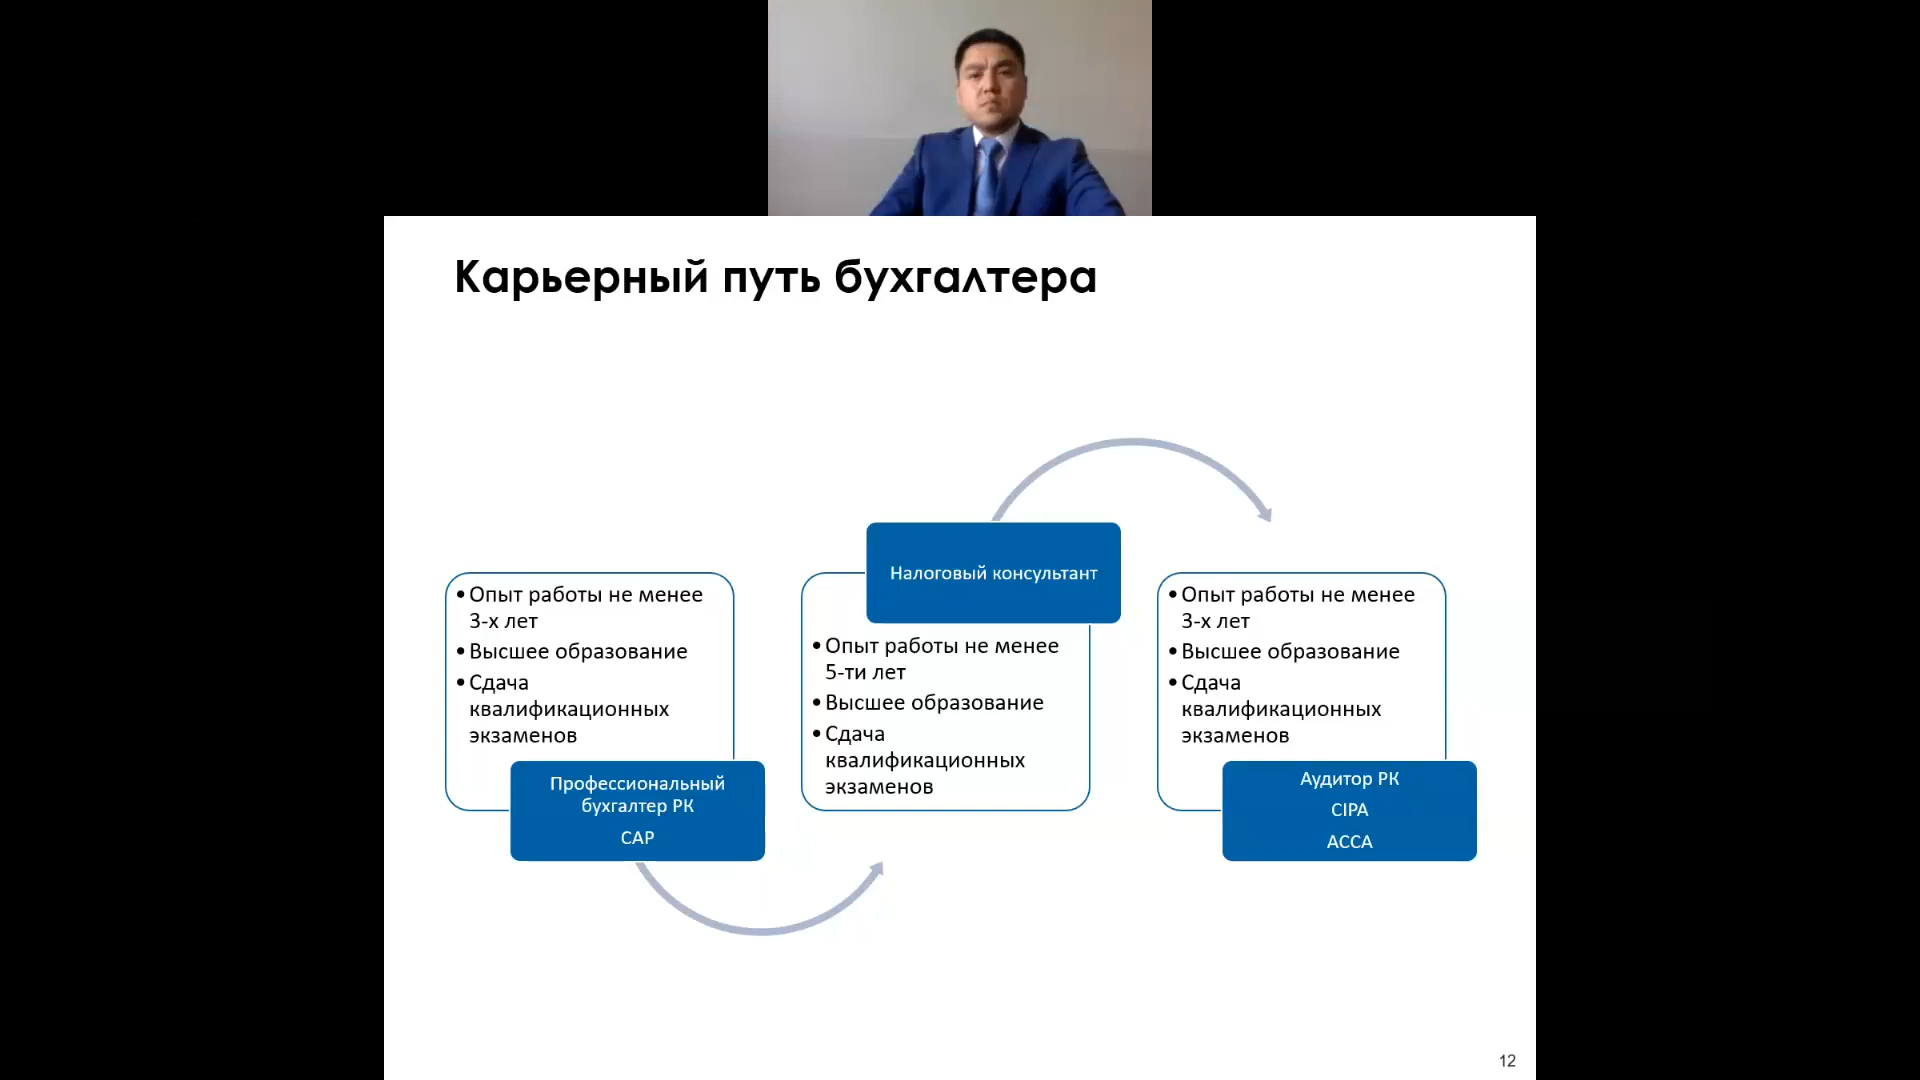 Карьерный путь бухгалтера
• Опыт работы не менее
3-х лет
• Высшее образование
• Сдача
квалификационных
экзаменов
Профессиональный
бухгалтер РК
CAP
Налоговый консультант
• Опыт работы не менее
5-ти лет
• Высшее образование
• Сдача
квалификационных
экзаменов
• Опыт работы не менее
3-х лет
• Высшее образование
• Сдача
квалификационных
экзаменов
Аудитор РК
CIPA
ACCA
12